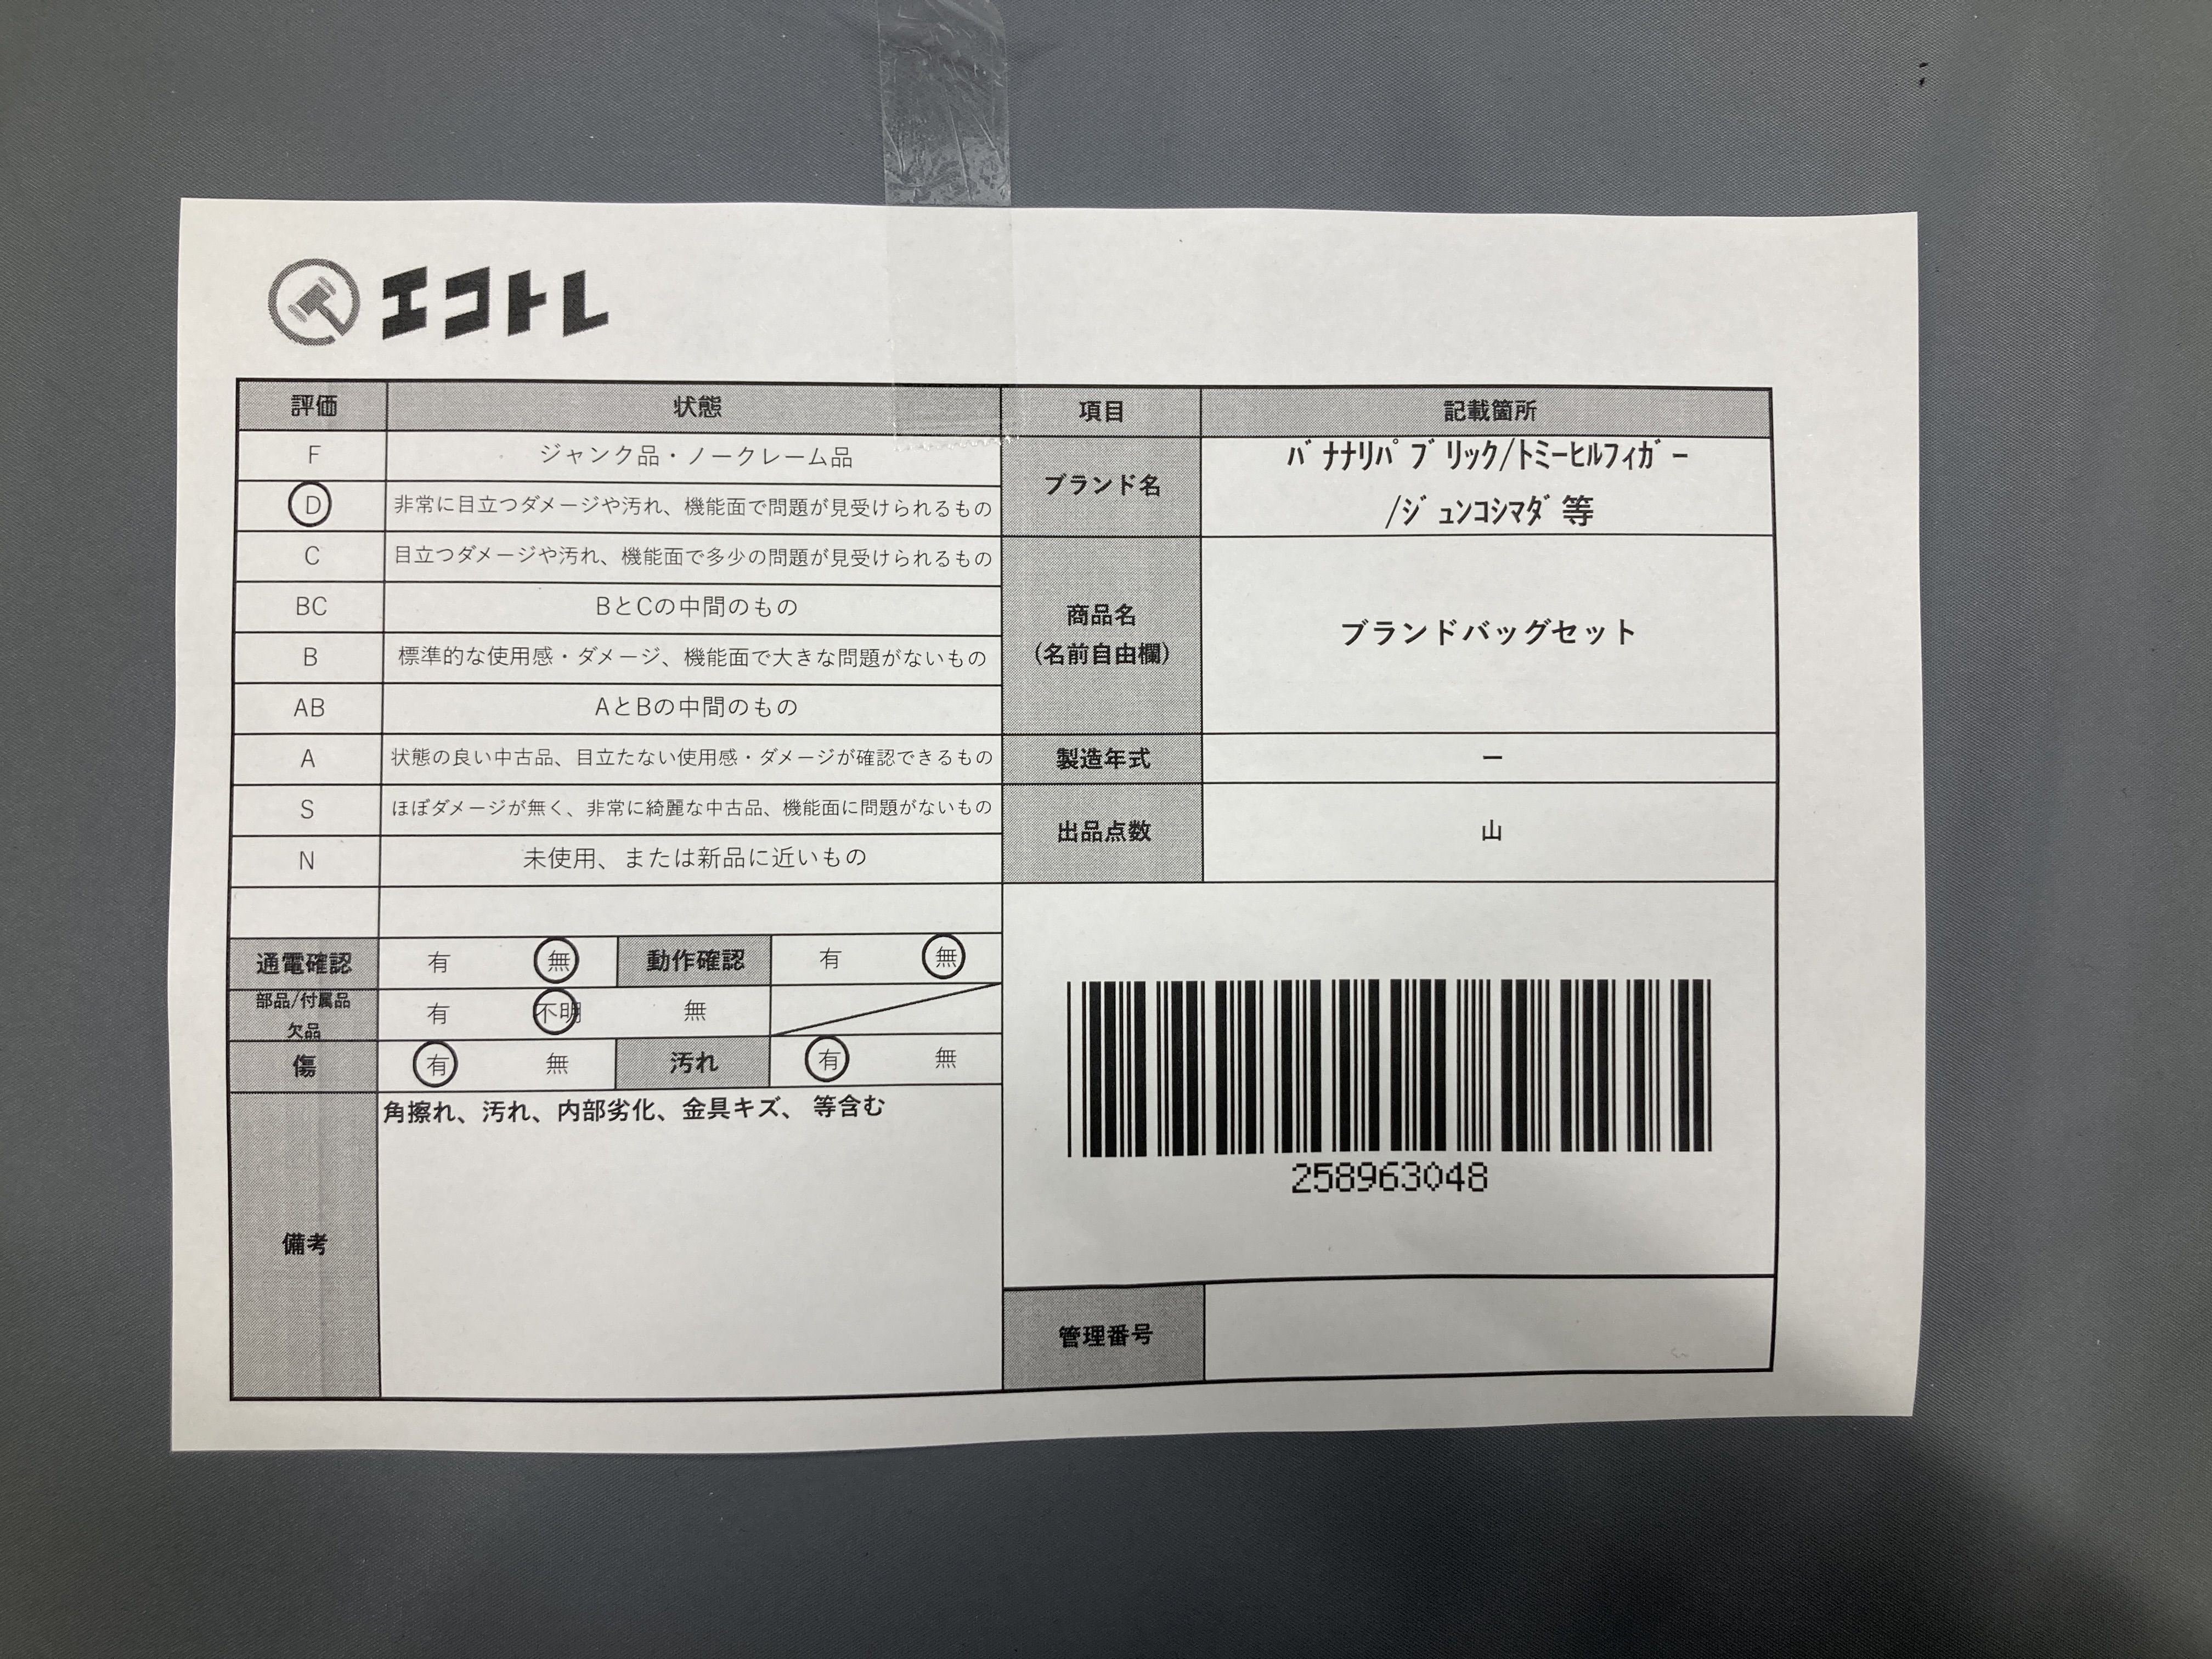 エコトレ
評価 状態 項目 記載箇所
F ジャンク品・ノークレーム品
D 非常に目立つダメージや汚れ、機能面で問題が見受けられるもの
C 目立つダメージや汚れ、機能面で多少の問題が見受けられるもの
BC BとCの中間のもの
B 標準的な使用感・ダメージ、機能面で大きな問題がないもの
AB AとBの中間のもの
A 状態の良い中古品、目立たない使用感・ダメージが確認できるもの
S ほぼダメージが無く、非常に綺麗な中古品、機能面に問題がないもの
N 未使用、または新品に近いもの
ブランド名 ﾊﾞﾅﾅﾘﾊﾟﾌﾞﾘｯｸ/ﾄﾐｰﾋﾙﾌｨｶﾞｰ
/ｼﾞｭﾝｺｼﾏﾀﾞ等
商品名
(名前自由欄)
ブランドバッグセット
製造年式 ー
出品点数 山
通電確認 有 無 動作確認 有 無
部品/付属品
欠品
有 不明 無
傷 有 無 汚れ 有 無
備考 角擦れ、汚れ、内部劣化、金具キズ、 等含む
258963048
管理番号